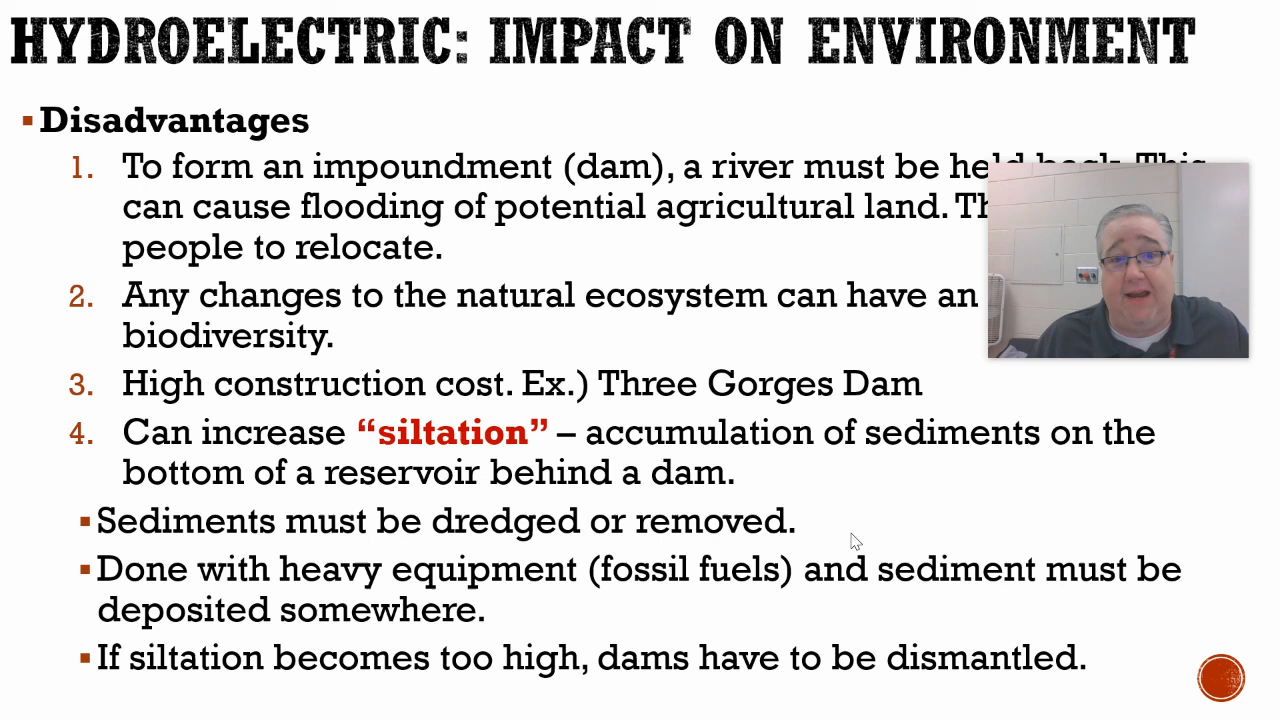 HYDROELECTRIC: IMPACT ON ENVIRONMENT
▪ Disadvantages
1. To form an impoundment (dam), a river must be held back. This
can cause flooding of potential agricultural land.
people to relocate.
2. Any changes to the natural ecosystem can have an
biodiversity.
3. High construction cost. Ex.) Three Gorges Dam
4. Can increase “siltation” – accumulation of sediments on the
bottom of a reservoir behind a dam.
▪ Sediments must be dredged or removed.
▪ Done with heavy equipment (fossil fuels) and sediment must be
deposited somewhere.
▪ If siltation becomes too high, dams have to be dismantled.